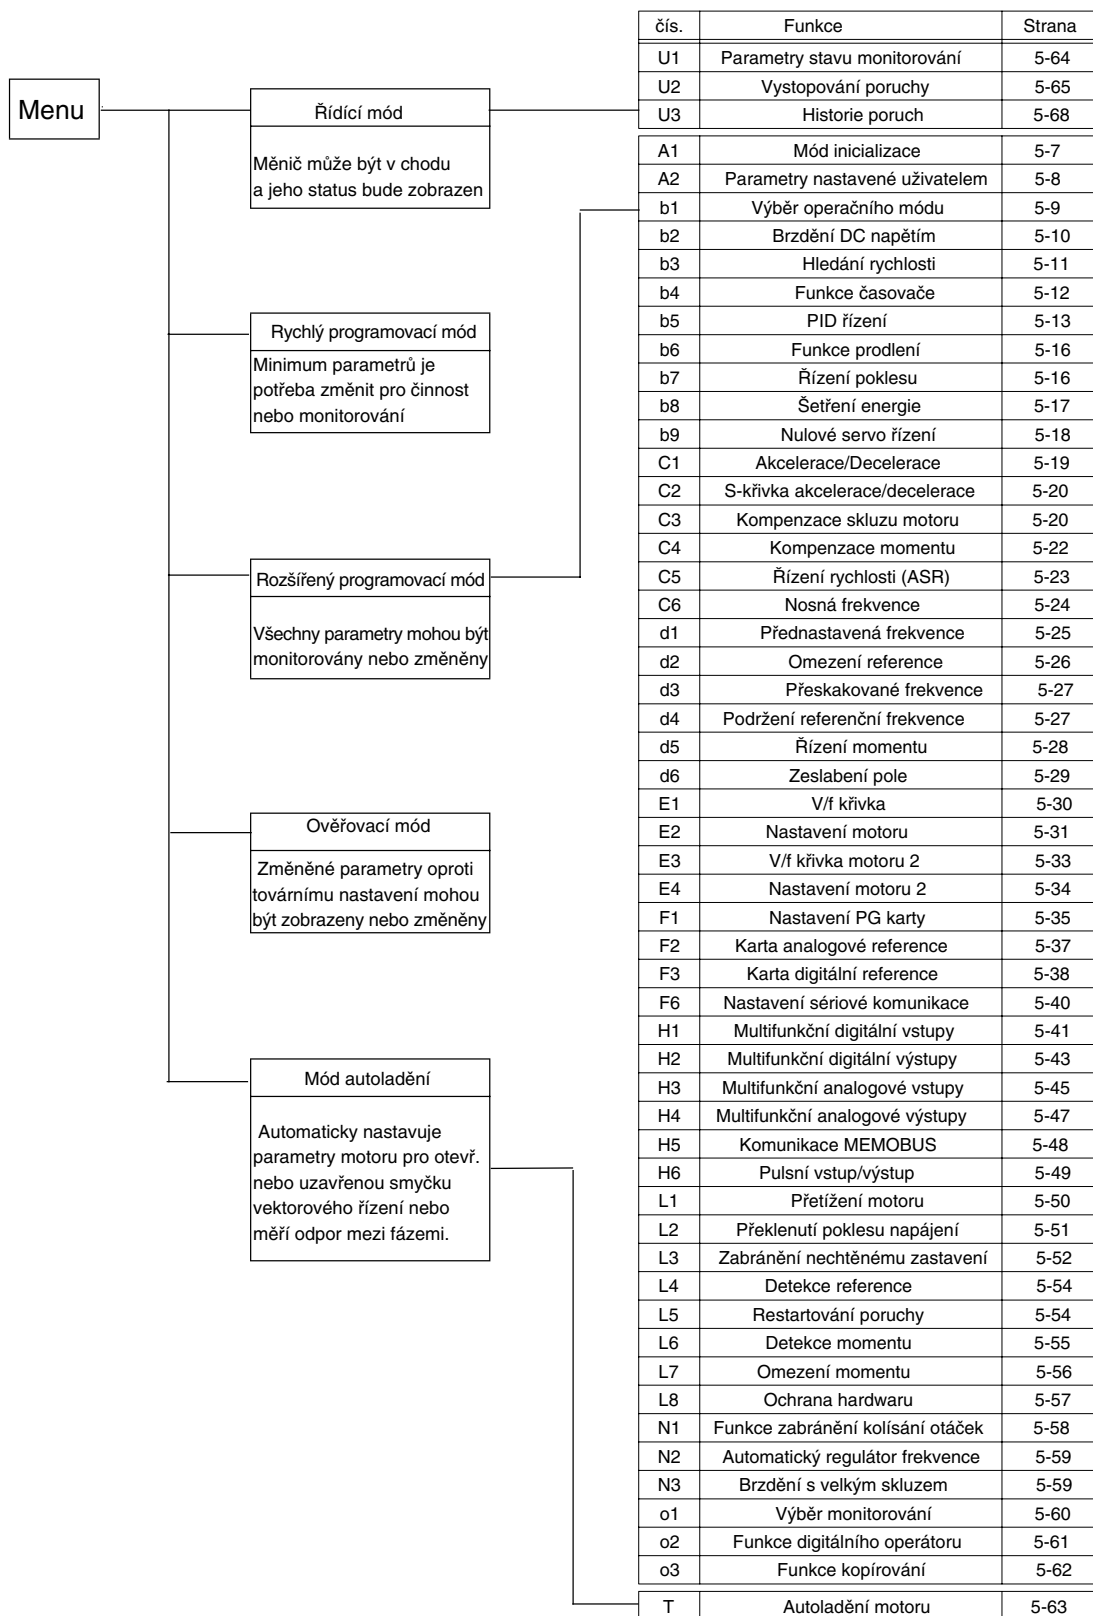 Menu
Řídící mód
Měnič může být v chodu
a jeho status bude zobrazen
Rychlý programovací mód
Minimum parametrů je
potřeba změnit pro činnost
nebo monitorování
Rozšířený programovací mód
Všechny parametry mohou být
monitorovány nebo změněny
Ověřovací mód
Změněné parametry oproti
továrnímu nastavení mohou
být zobrazeny nebo změněny
Mód autoladění
Automaticky nastavuje
parametry motoru pro otevř.
nebo uzavřenou smyčku
vektorového řízení nebo
měří odpor mezi fázemi.
čís. Funkce Strana
U1 Parametry stavu monitorování 5-64
U2 Vystopování poruchy 5-65
U3 Historie poruch 5-68
A1 Mód inicializace 5-7
A2 Parametry nastavené uživatelem 5-8
b1 Výběr operačního módu 5-9
b2 Brzdění DC napětím 5-10
b3 Hledání rychlosti 5-11
b4 Funkce časovače 5-12
b5 PID řízení 5-13
b6 Funkce prodlení 5-16
b7 Řízení poklesu 5-16
b8 Šetření energie 5-17
b9 Nulové servo řízení 5-18
C1 Akcelerace/Decelerace 5-19
C2 S-křivka akcelerace/decelerace 5-20
C3 Kompenzace skluzu motoru 5-20
C4 Kompenzace momentu 5-22
C5 Řízení rychlosti (ASR) 5-23
C6 Nosná frekvence 5-24
d1 Přednastavená frekvence 5-25
d2 Omezení reference 5-26
d3 Přeskakované frekvence 5-27
d4 Podržení referenční frekvence 5-27
d5 Řízení momentu 5-28
d6 Zeslabení pole 5-29
E1 V/f křivka 5-30
E2 Nastavení motoru 5-31
E3 V/f křivka motoru 2 5-33
E4 Nastavení motoru 2 5-34
F1 Nastavení PG karty 5-35
F2 Karta analogové reference 5-37
F3 Karta digitální reference 5-38
F6 Nastavení sériové komunikace 5-40
H1 Multifunkční digitální vstupy 5-41
H2 Multifunkční digitální výstupy 5-43
H3 Multifunkční analogové vstupy 5-45
H4 Multifunkční analogové výstupy 5-47
H5 Komunikace MEMOBUS 5-48
H6 Pulsní vstup/výstup 5-49
L1 Přetížení motoru 5-50
L2 Překlenutí poklesu napájení 5-51
L3 Zabránění nechtěnému zastavení 5-52
L4 Detekce reference 5-54
L5 Restartování poruchy 5-54
L6 Detekce momentu 5-55
L7 Omezení momentu 5-56
L8 Ochrana hardwaru 5-57
N1 Funkce zabránění kolísání otáček 5-58
N2 Automatický regulátor frekvence 5-59
N3 Brzdění s velkým skluzem 5-59
o1 Výběr monitorování 5-60
o2 Funkce digitálního operátoru 5-61
o3 Funkce kopírování 5-62
T Autoladění motoru 5-63